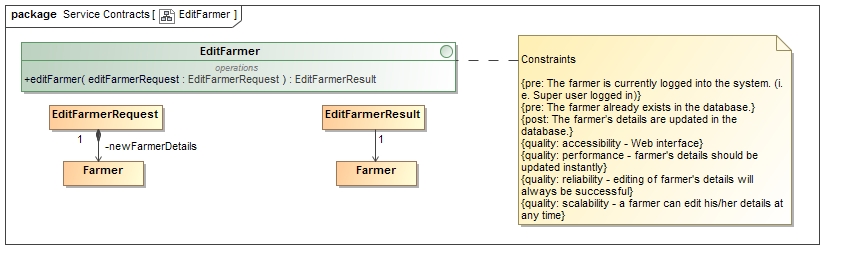 package Service Contracts [ EditFarmer ]
EditFarmer
operations
+editFarmer( editFarmerRequest : EditFarmerRequest ) : EditFarmerResult
EditFarmerRequest
1
-newFarmerDetails
Farmer
EditFarmerResult
1
Farmer
Constraints
{pre: The farmer is currently logged into the system. (i.
e. Super user logged in)}
{pre: The farmer already exists in the database.}
{post: The farmer's details are updated in the
database.}
{quality: accessibility - Web interface}
{quality: performance - farmer's details should be
updated instantly}
{quality: reliability - editing of farmer's details will
always be successful}
{quality: scalability - a farmer can edit his/her details at
any time}